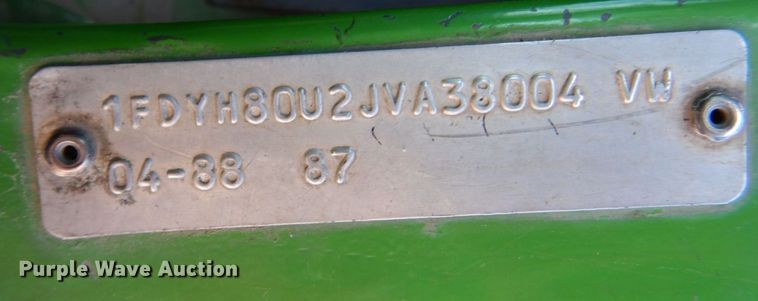 1FDYH80U2JVA38004 VW
04-88 87
Purple Wave Auction